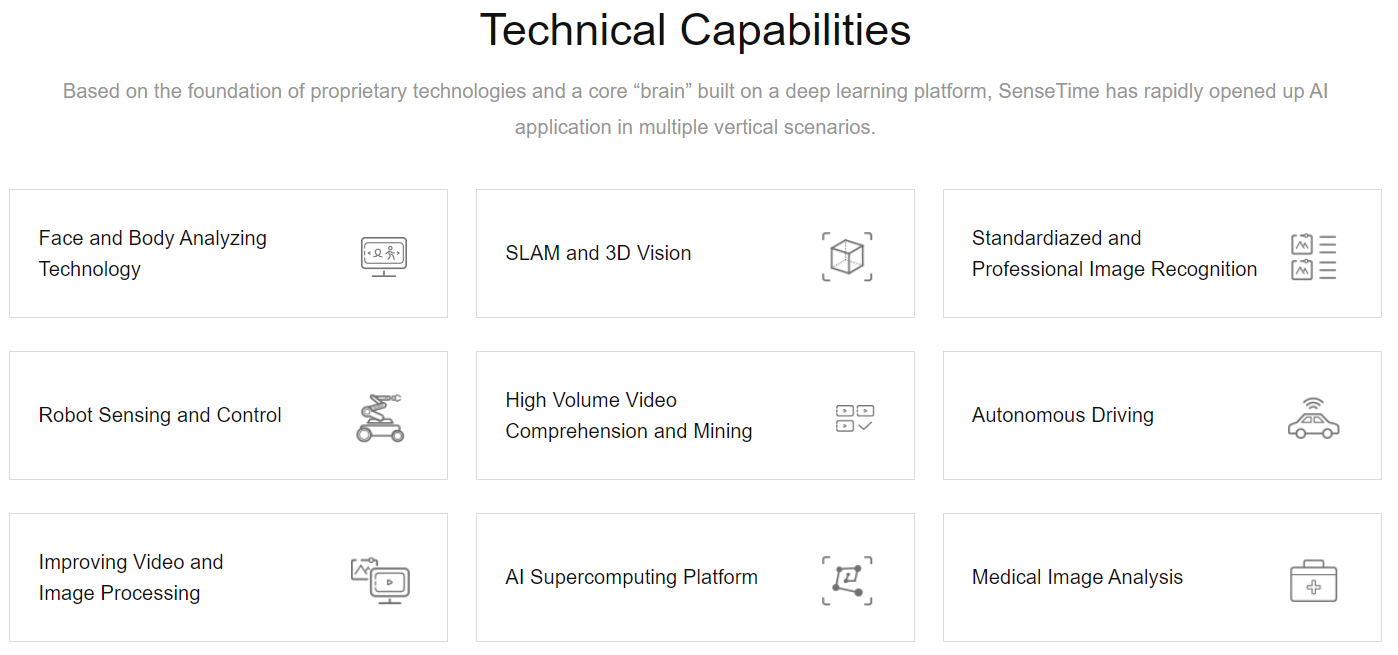 Technical Capabilities
Based on the foundation of proprietary technologies and a core “brain” built on a deep learning platform, SenseTime has rapidly opened up AI
application in multiple vertical scenarios.
Face and Body Analyzing
Technology
SLAM and 3D Vision
Standardiazed and
Professional Image Recognition
Robot Sensing and Control
High Volume Video
Comprehension and Mining
Autonomous Driving
Improving Video and
Image Processing
AI Supercomputing Platform
Medical Image Analysis